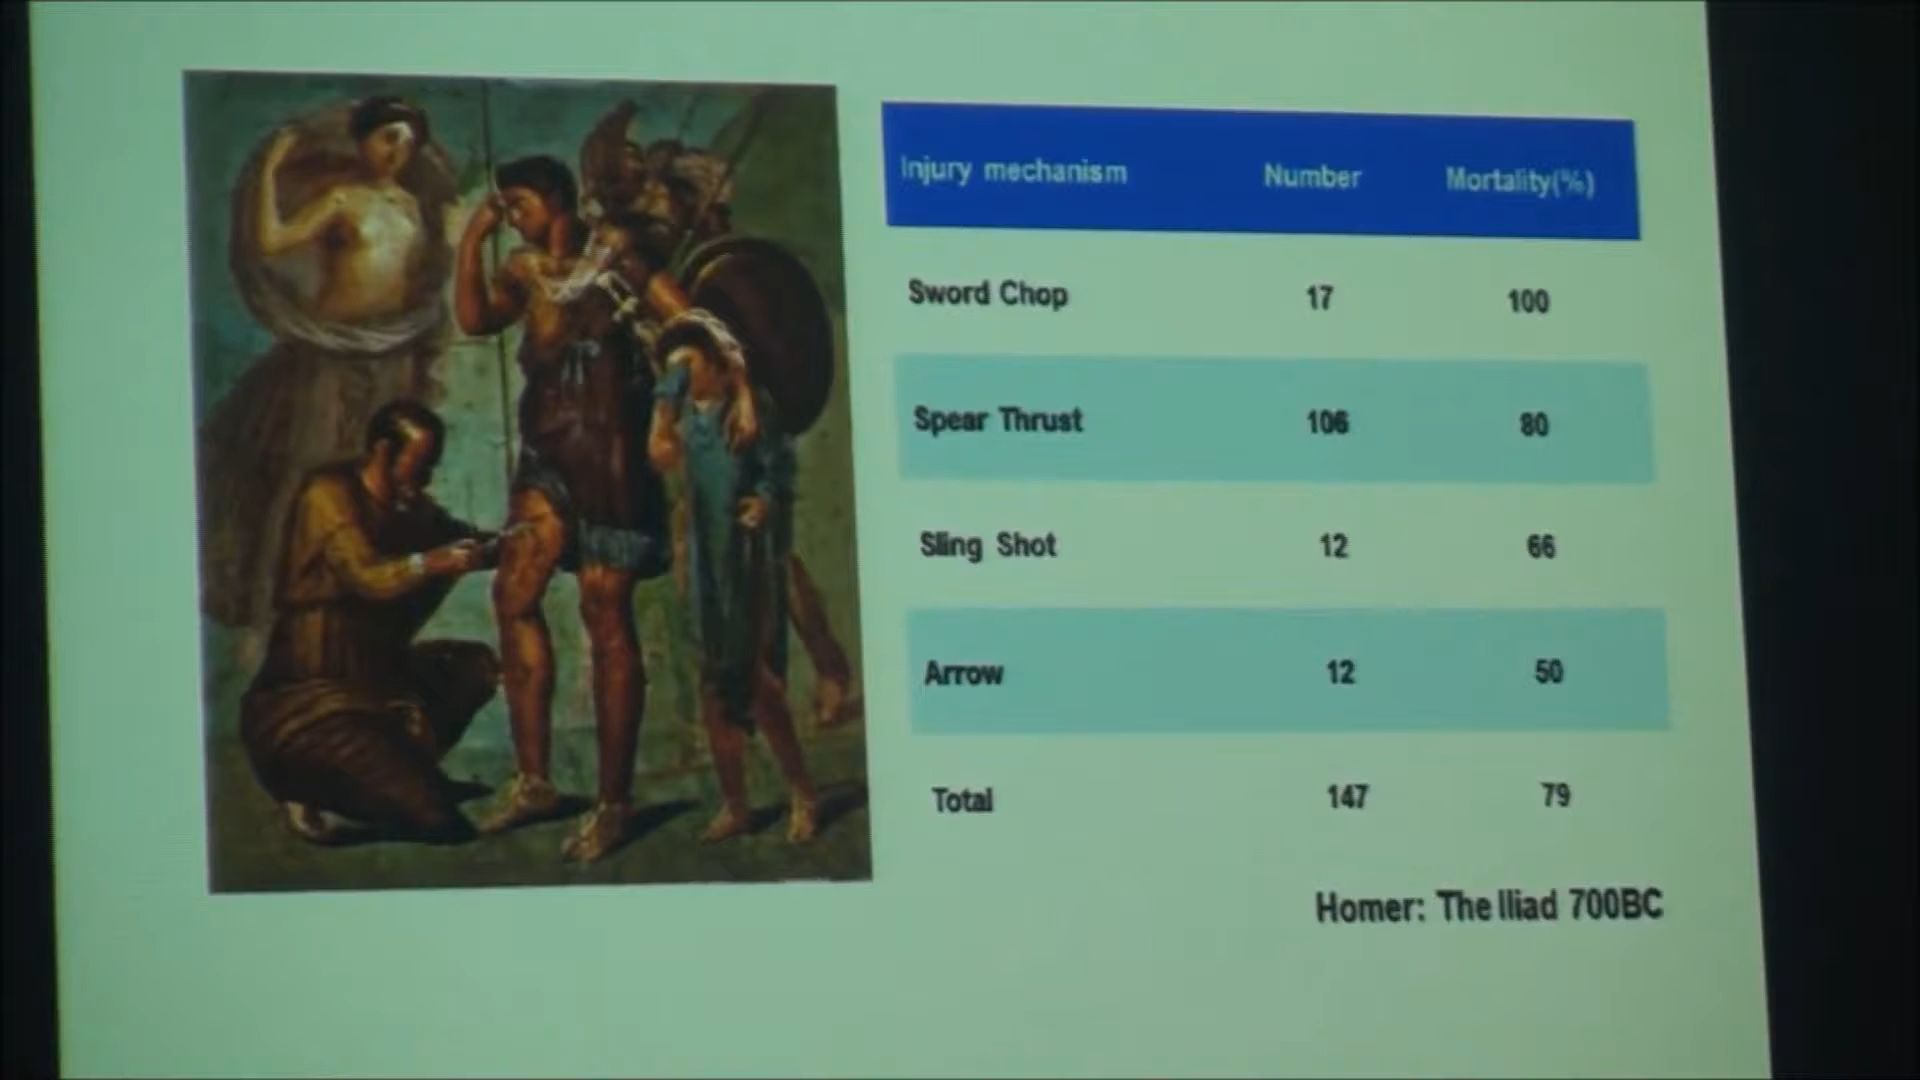 Injury mechanism Number Mortality(%)
Sword Chop 17 100
Spear Thrust 106 80
Sling Shot 12 66
Arrow 12 50
Total 147 79
Homer: The Iliad 700BC